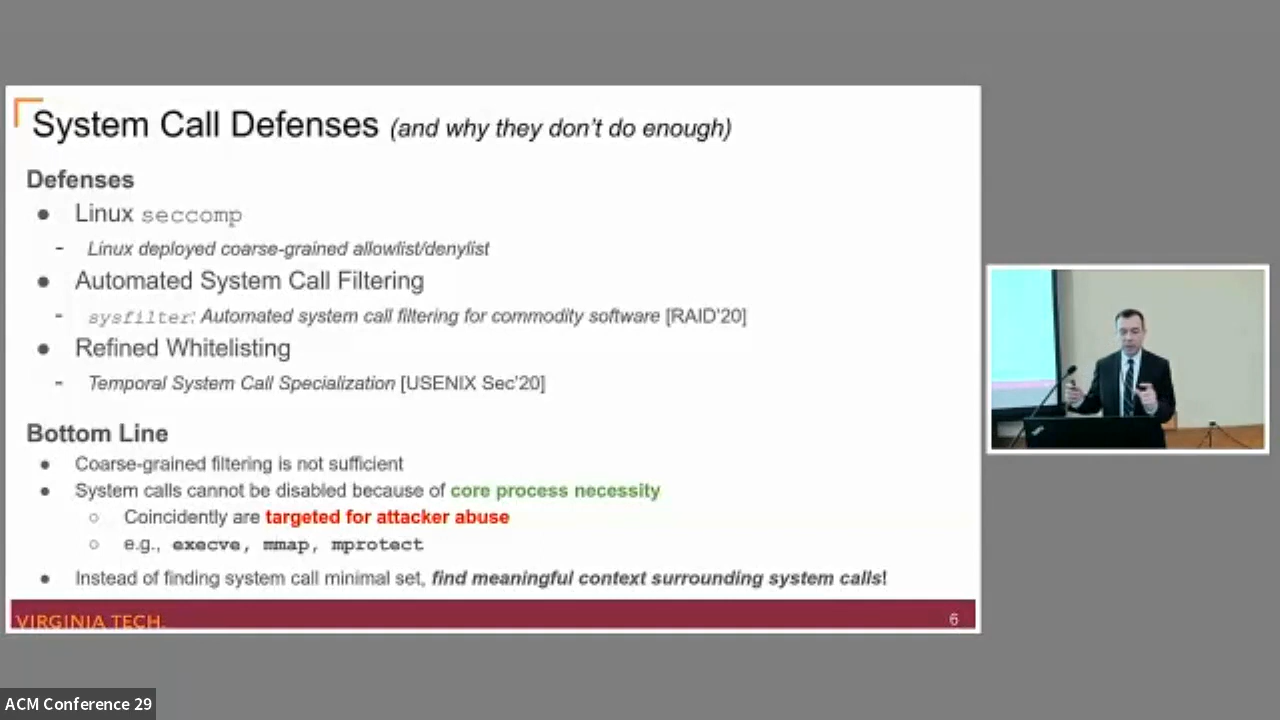 System Call Defenses (and why they don't do enough)
Defenses
● Linux seccomp
- Linux deployed coarse-grained allowlist/denylist
● Automated System Call Filtering
- sysfilter: Automated system call filtering for commodity software [RAID'20]
● Refined Whitelisting
- Temporal System Call Specialization [USENIX Sec'20]
Bottom Line
● Coarse-grained filtering is not sufficient
● System calls cannot be disabled because of core process necessity
○ Coincidently are targeted for attacker abuse
○ e.g., execve, mmap, mprotect
● Instead of finding system call minimal set, find meaningful context surrounding system calls!
VIRGINIA TECH.
6
ACM Conference 29